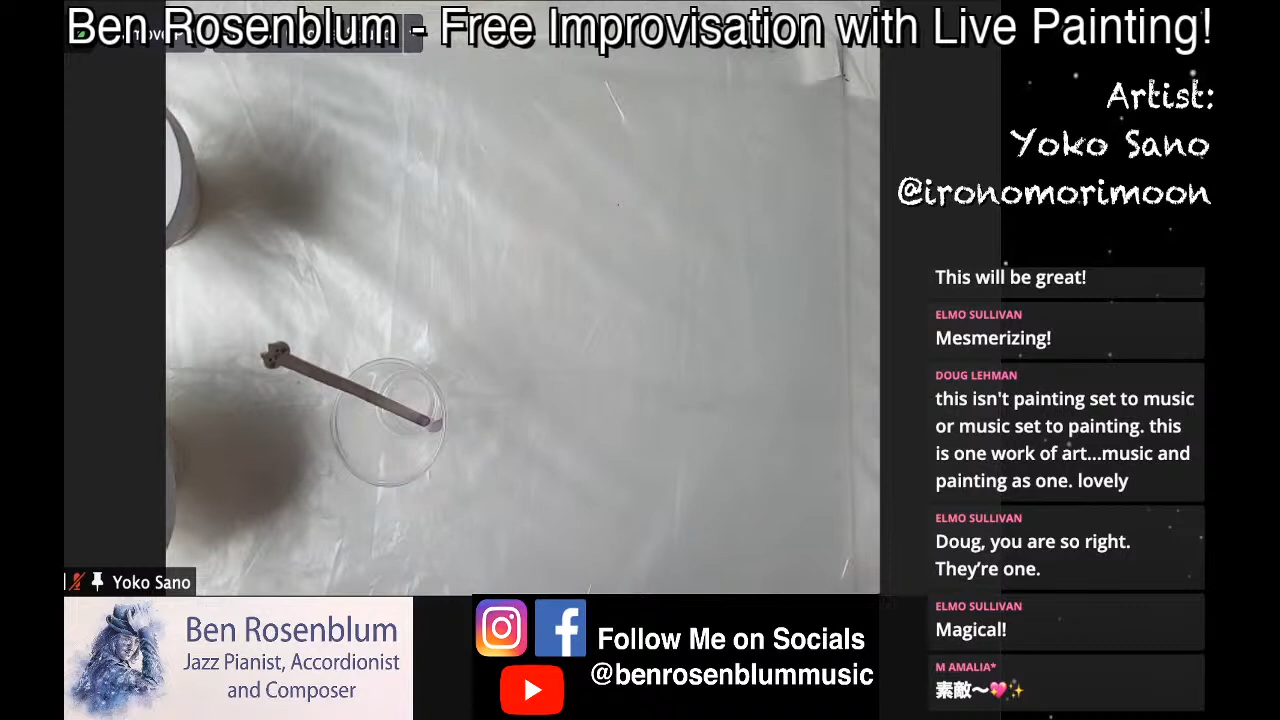 Ben Rosenblum - Free Improvisation with Live Painting!
Artist:
Yoko Sano
@ironomorimoon
This will be great!
ELMO SULLIVAN
Mesmerizing!
DOUG LEHMAN
this isn't painting set to music
or music set to painting. this
is one work of art...music and
painting as one. lovely
ELMO SULLIVAN
Doug, you are so right.
They’re one.
ELMO SULLIVAN
Magical!
M AMALIA*
素敵〜💖✨
Yoko Sano
Ben Rosenblum
Jazz Pianist, Accordionist
and Composer
Follow Me on Socials
@benrosenblummusic